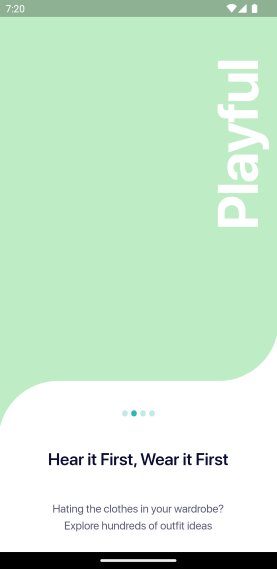 7:20
Playful
Hear it First, Wear it First
Hating the clothes in your wardrobe?
Explore hundreds of outfit ideas